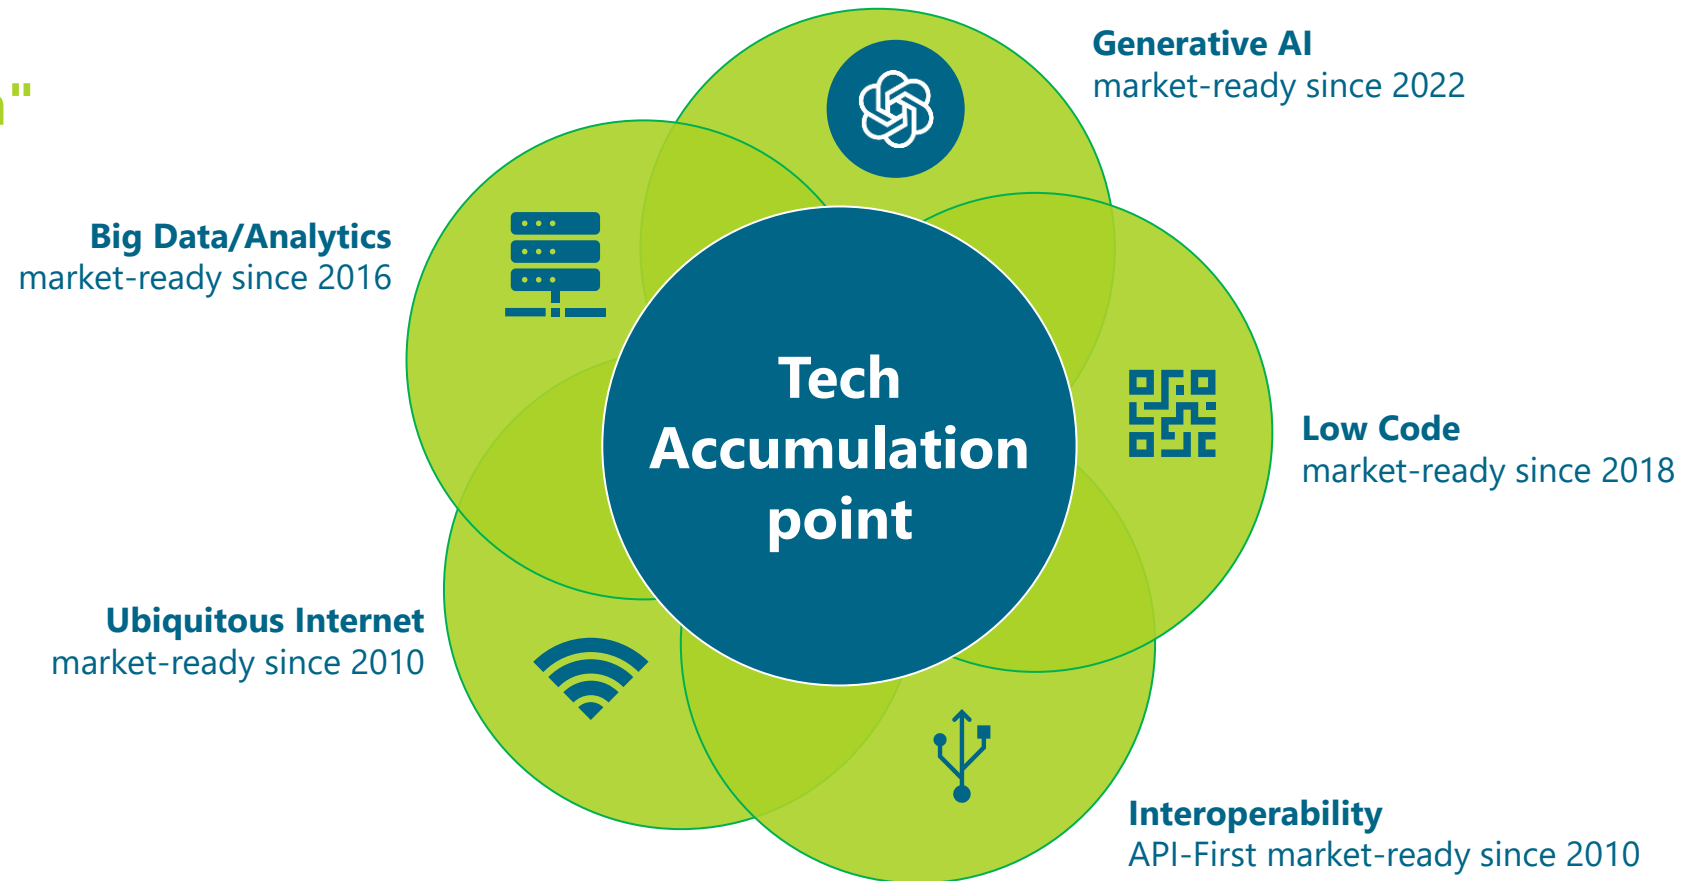 Generative AI
market-ready since 2022
Big Data/Analytics
market-ready since 2016
Tech
Accumulation
point
Low Code
market-ready since 2018
Ubiquitous Internet
market-ready since 2010
Interoperability
API-First market-ready since 2010